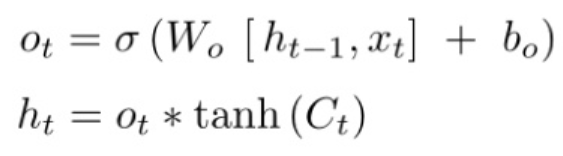 o_t = σ (W_o [h_{t−1}, x_t] + b_o)
h_t = o_t * tanh (C_t)